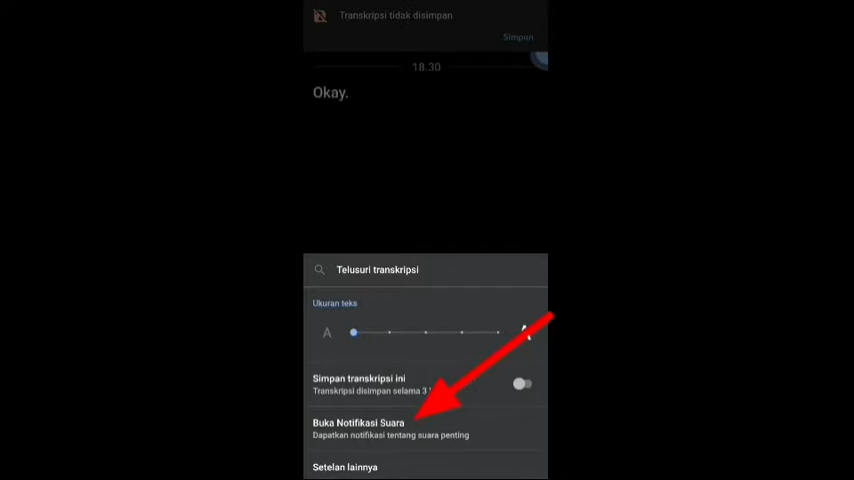 Transkripsi tidak disimpan
Simpan
18.30
Okay.
Telusuri transkripsi
Ukuran teks
A
Simpan transkripsi ini
Transkripsi disimpan selama 3
Buka Notifikasi Suara
Dapatkan notifikasi tentang suara penting
Setelan lainnya